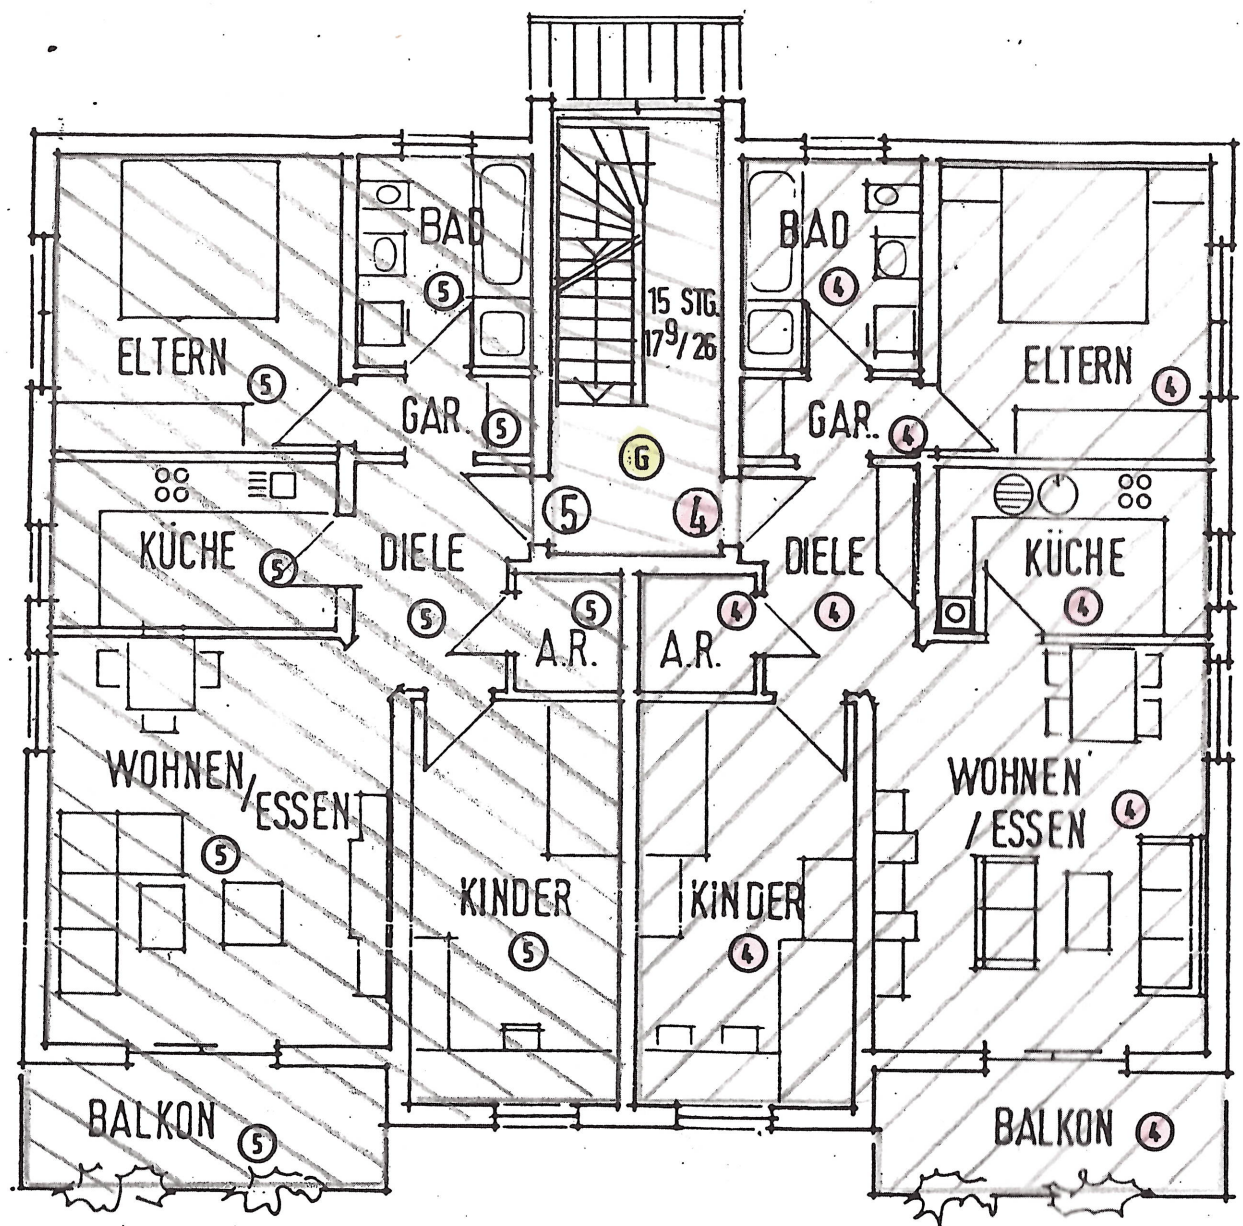 BAD
5
15 STG.
17⁹/26
BAD
4
ELTERN
5
ELTERN
4
GAR.
5
G
GAR.
4
5
4
KÜCHE
5
DIELE
5
DIELE
4
KÜCHE
4
A.R.
5
A.R.
4
WOHNEN
/ESSEN
5
WOHNEN
/ESSEN
4
KINDER
5
KINDER
4
BALKON
5
BALKON
4